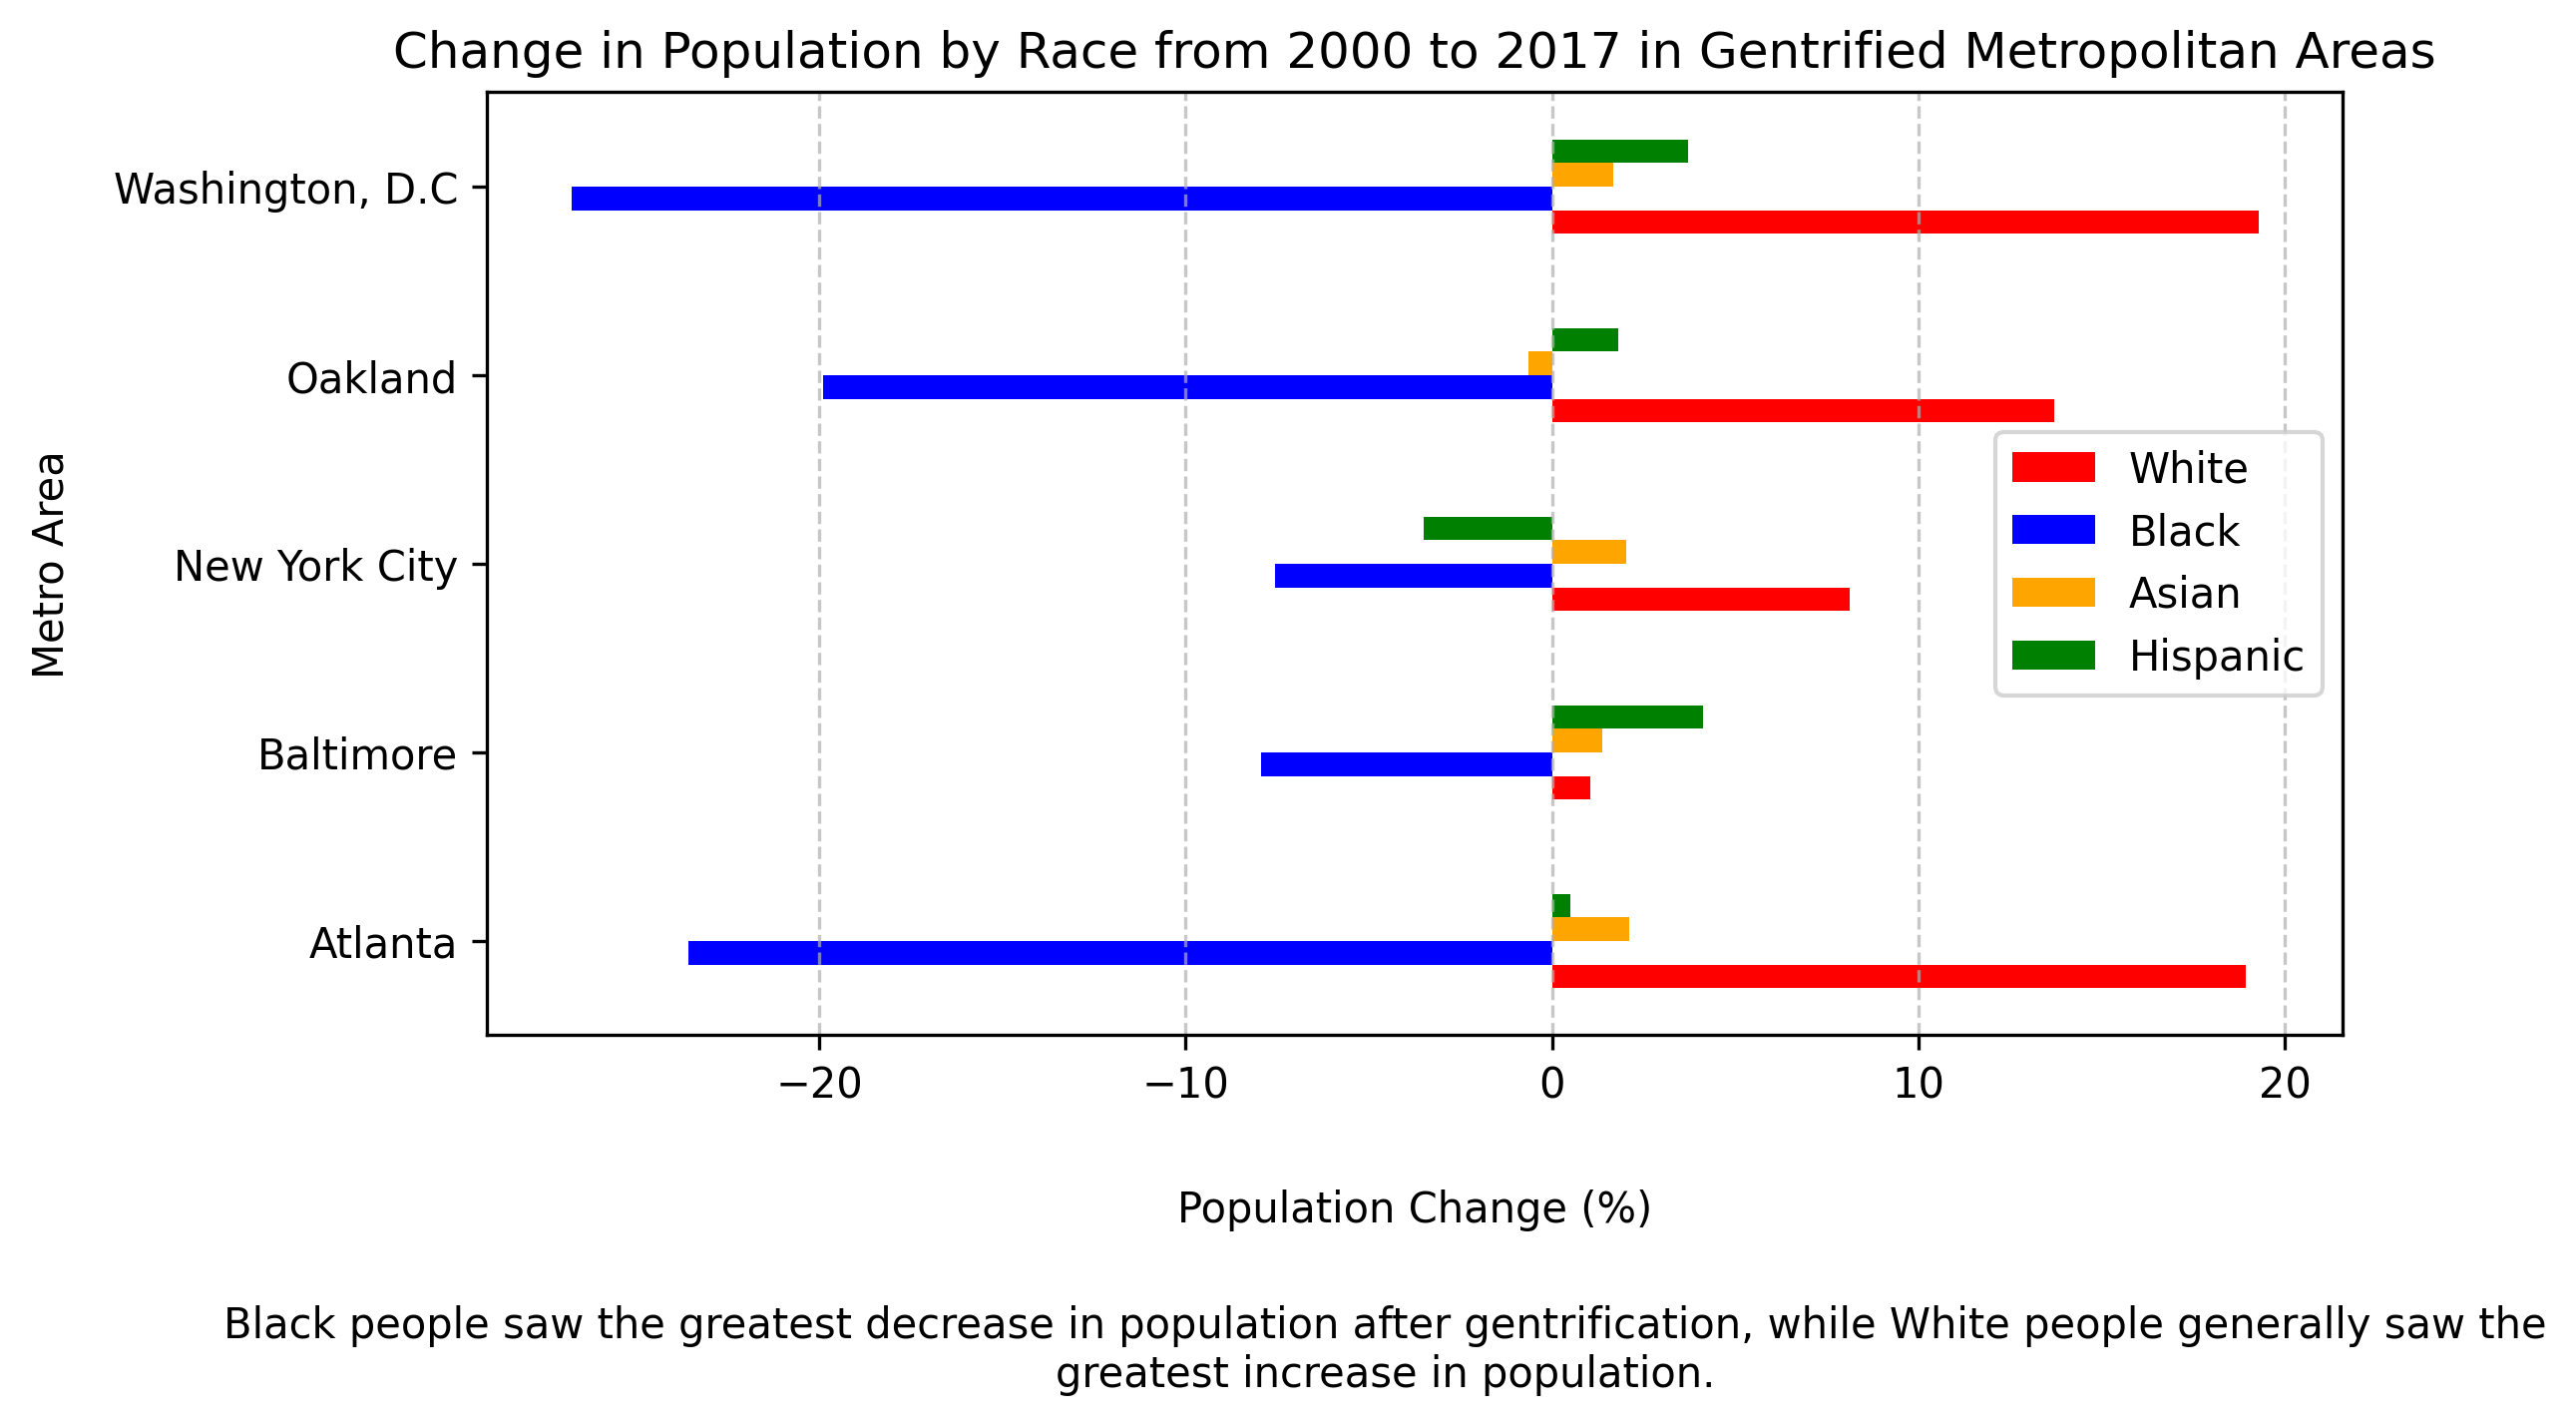 Change in Population by Race from 2000 to 2017 in Gentrified Metropolitan Areas
Washington, D.C
Oakland
New York City
Baltimore
Atlanta
Metro Area
White
Black
Asian
Hispanic
−20
−10
0
10
20
Population Change (%)
Black people saw the greatest decrease in population after gentrification, while White people generally saw the
greatest increase in population.